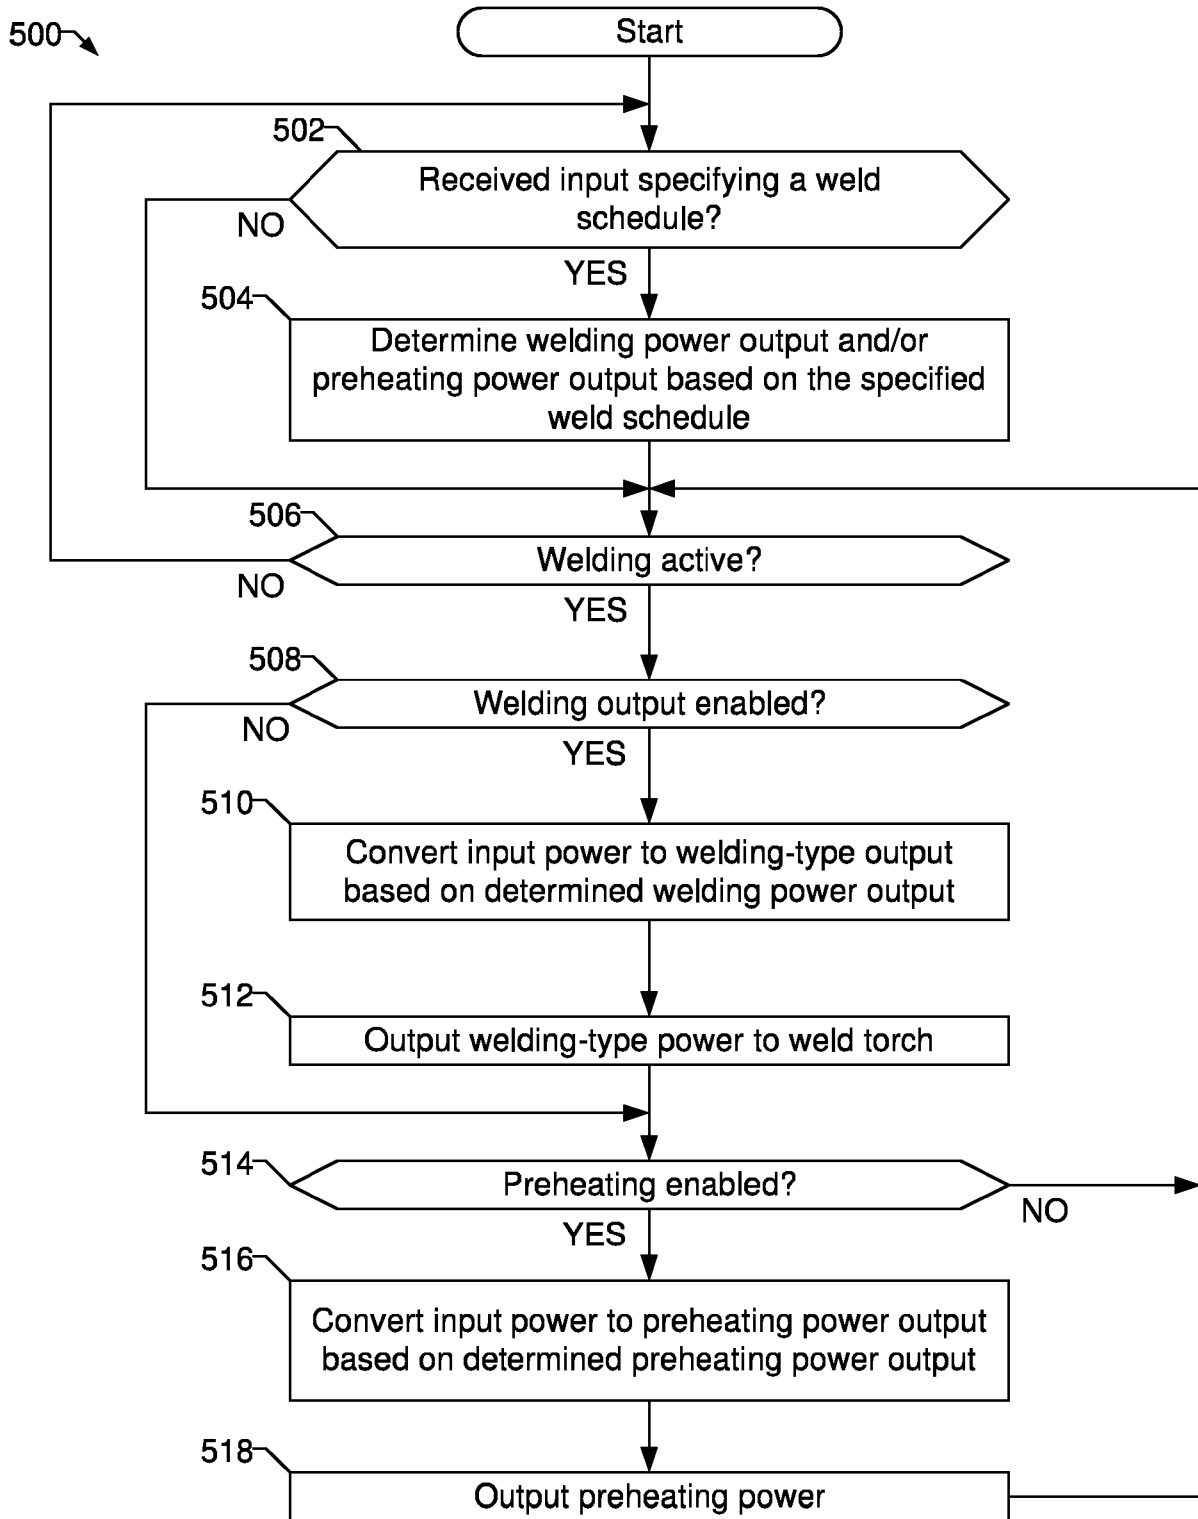 500
Start
502
Received input specifying a weld
schedule?
NO
YES
504
Determine welding power output and/or
preheating power output based on the specified
weld schedule
506
Welding active?
NO
YES
508
Welding output enabled?
NO
YES
510
Convert input power to welding-type output
based on determined welding power output
512
Output welding-type power to weld torch
514
Preheating enabled?
NO
YES
516
Convert input power to preheating power output
based on determined preheating power output
518
Output preheating power